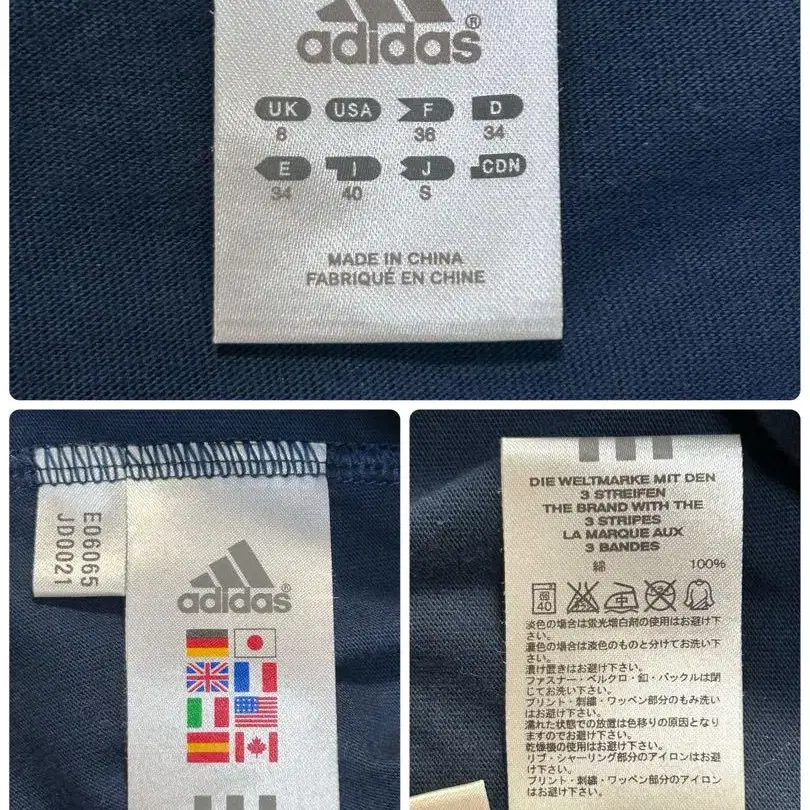 adidas®
UK USA F D
8 36 34
E I J CDN
34 40 S
MADE IN CHINA
FABRIQUÉ EN CHINE
E06065
JD0021
adidas®
DIE WELTMARKE MIT DEN
3 STREIFEN
THE BRAND WITH THE
3 STRIPES
LA MARQUE AUX
3 BANDES
綿 100%
40
中
淡色の場合は蛍光増白剤の使用はお避け下
さい。
濃色の場合は淡色のものと分けてお洗い下
さい。
漬け置きはお避け下さい。
ファスナー・ベルクロ・釦・バックルは閉
じてお洗い下さい。
プリント・刺繍・ワッペン部分のもみ洗い
はお避け下さい。
濡れた状態での放置は色移りの原因となり
ますのでお避け下さい。
乾燥機の使用はお避け下さい。
リブ・シャーリング部分のアイロンはお避
け下さい。
プリント・刺繍・ワッペン部分のアイロン
はお避け下さい。